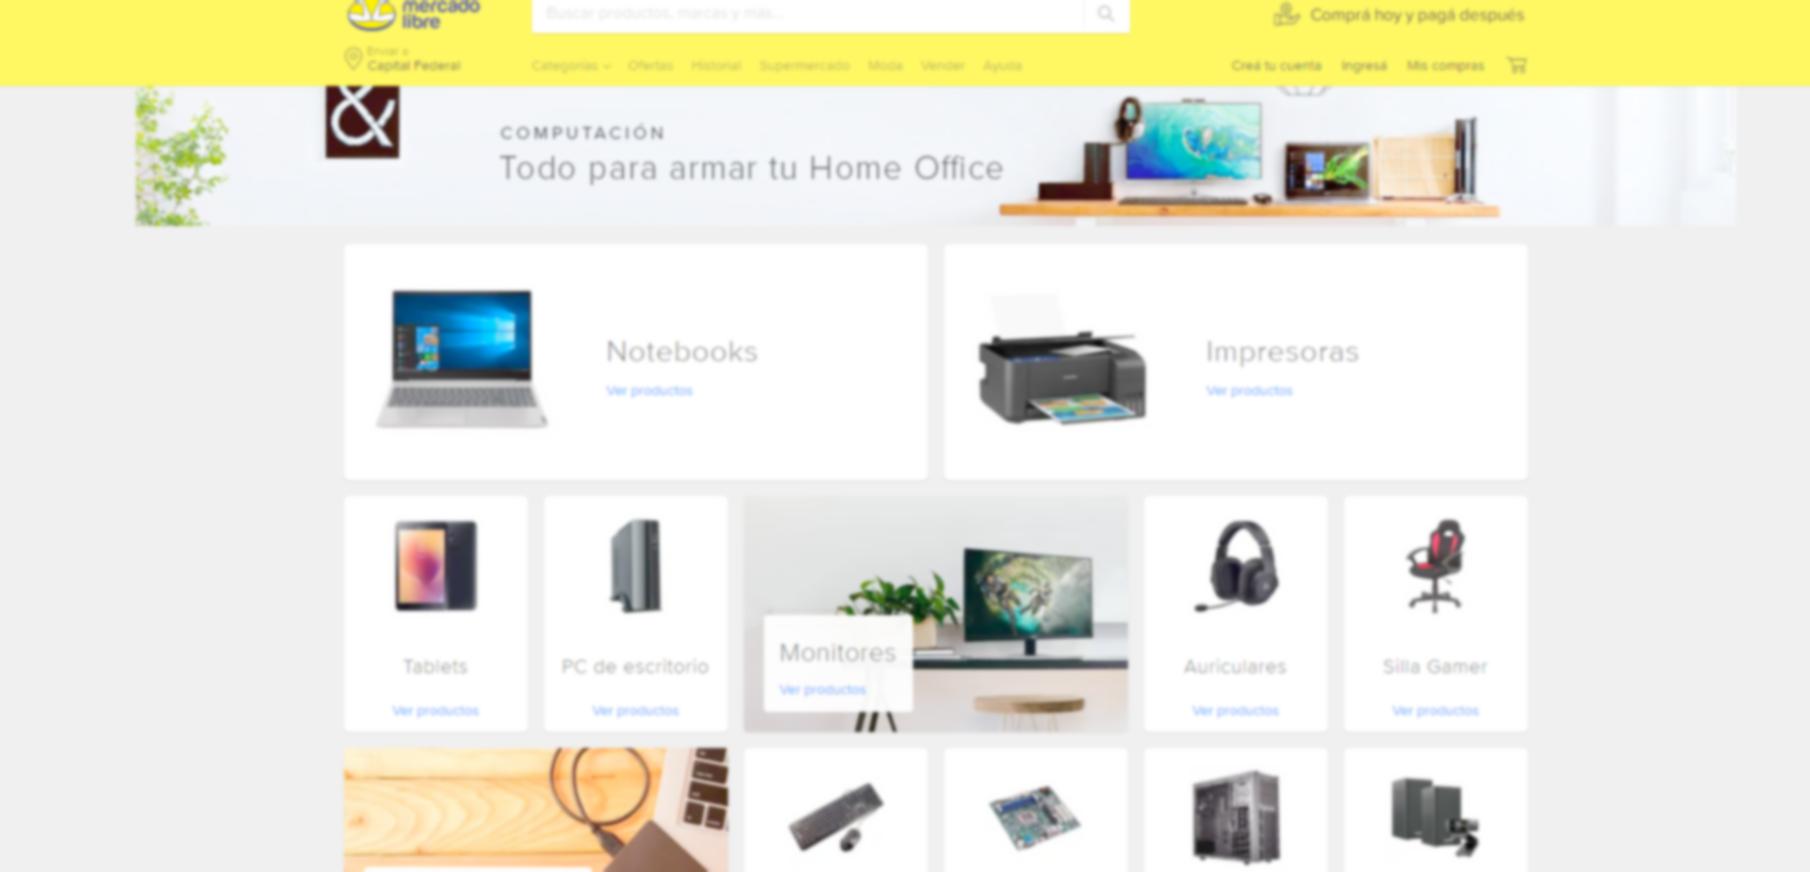 mercado
libre
Buscar productos, marcas y más...
Comprá hoy y pagá después
Enviar a
Capital Federal
Categorías
Ofertas
Historial
Supermercado
Moda
Vender
Ayuda
Creá tu cuenta
Ingresá
Mis compras
&
COMPUTACIÓN
Todo para armar tu Home Office
Notebooks
Ver productos
Impresoras
Ver productos
Tablets
Ver productos
PC de escritorio
Ver productos
Monitores
Ver productos
Auriculares
Ver productos
Silla Gamer
Ver productos